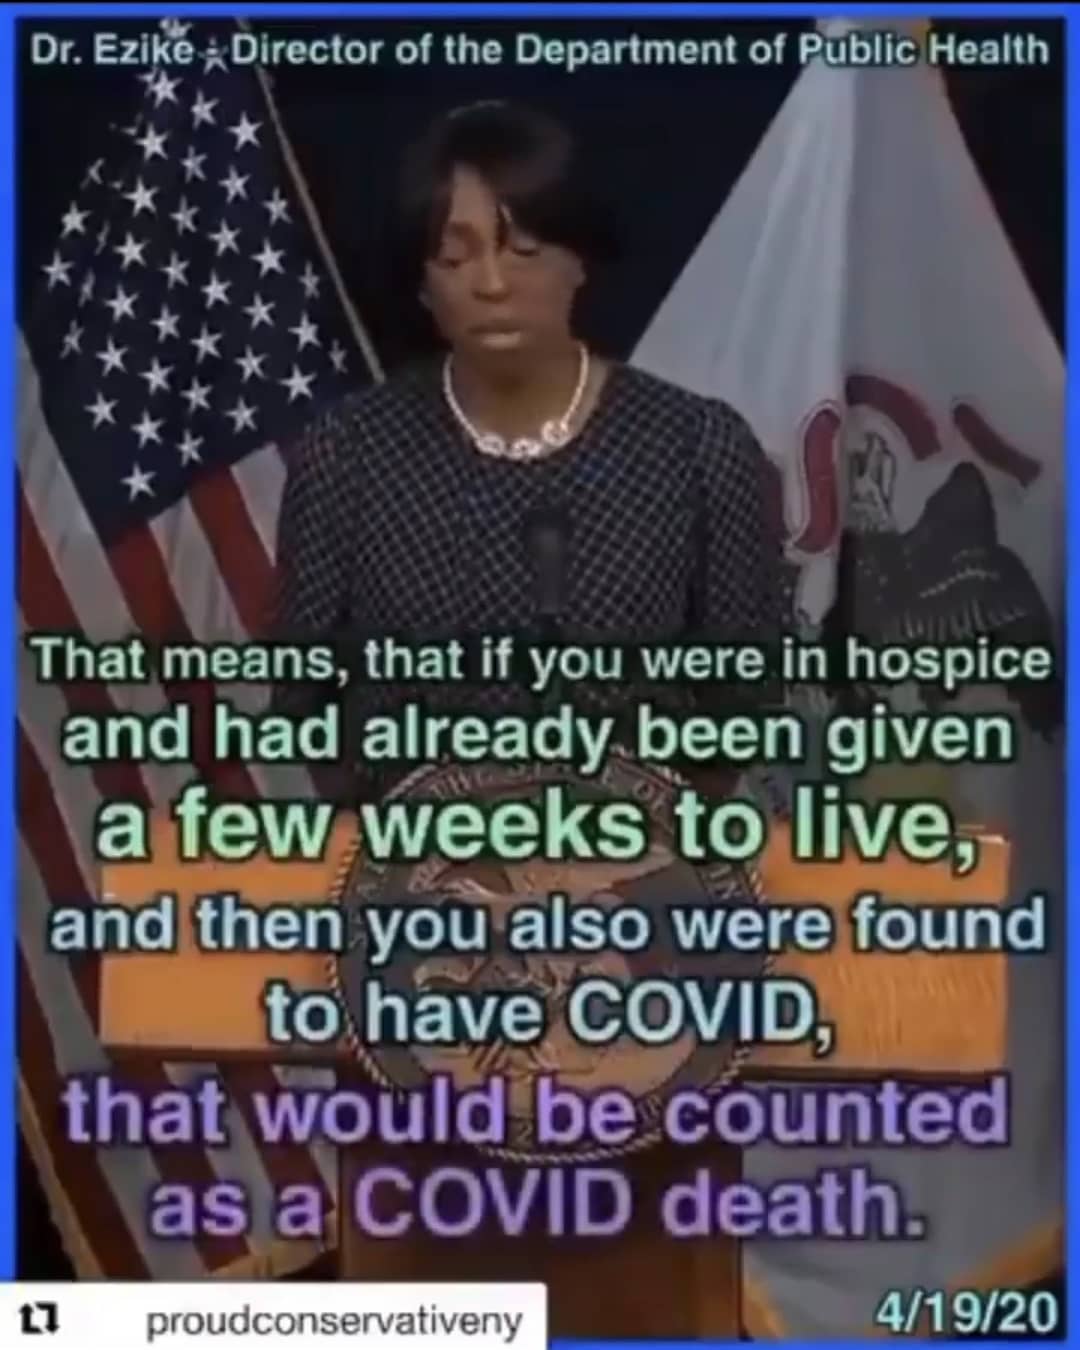 Dr. Ezike - Director of the Department of Public Health
That means, that if you were in hospice
and had already been given
a few weeks to live,
and then you also were found
to have COVID,
that would be counted
as a COVID death.
4/19/20
proudconservativeny